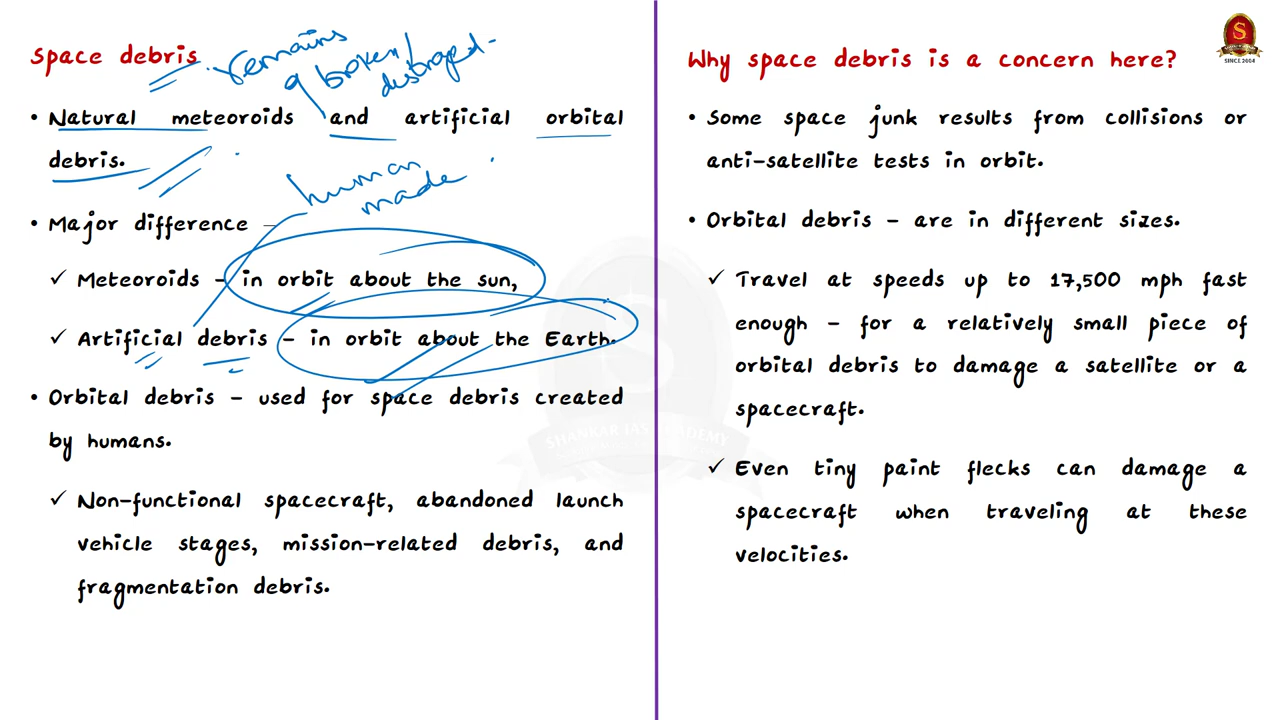 Space debris
remains
of broken/
destroyed.
• Natural meteoroids and artificial orbital
debris.
human
made
• Major difference –
✓ Meteoroids – in orbit about the sun,
✓ Artificial debris – in orbit about the Earth.
• Orbital debris – used for space debris created
by humans.
✓ Non-functional spacecraft, abandoned launch
vehicle stages, mission-related debris, and
fragmentation debris.
Why space debris is a concern here?
• Some space junk results from collisions or
anti-satellite tests in orbit.
• Orbital debris – are in different sizes.
✓ Travel at speeds up to 17,500 mph fast
enough – for a relatively small piece of
orbital debris to damage a satellite or a
spacecraft.
✓ Even tiny paint flecks can damage a
spacecraft when traveling at these
velocities.
S
SINCE 2004
SHANKAR IAS ACADEMY